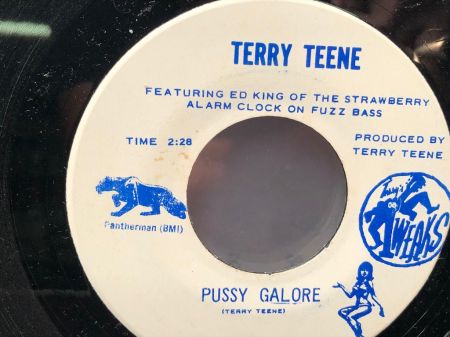 TERRY TEENE
FEATURING ED KING OF THE STRAWBERRY
ALARM CLOCK ON FUZZ BASS
TIME 2:28
PRODUCED BY
TERRY TEENE
Pantherman (BMI)
WEAKS
PUSSY GALORE
(TERRY TEENE)